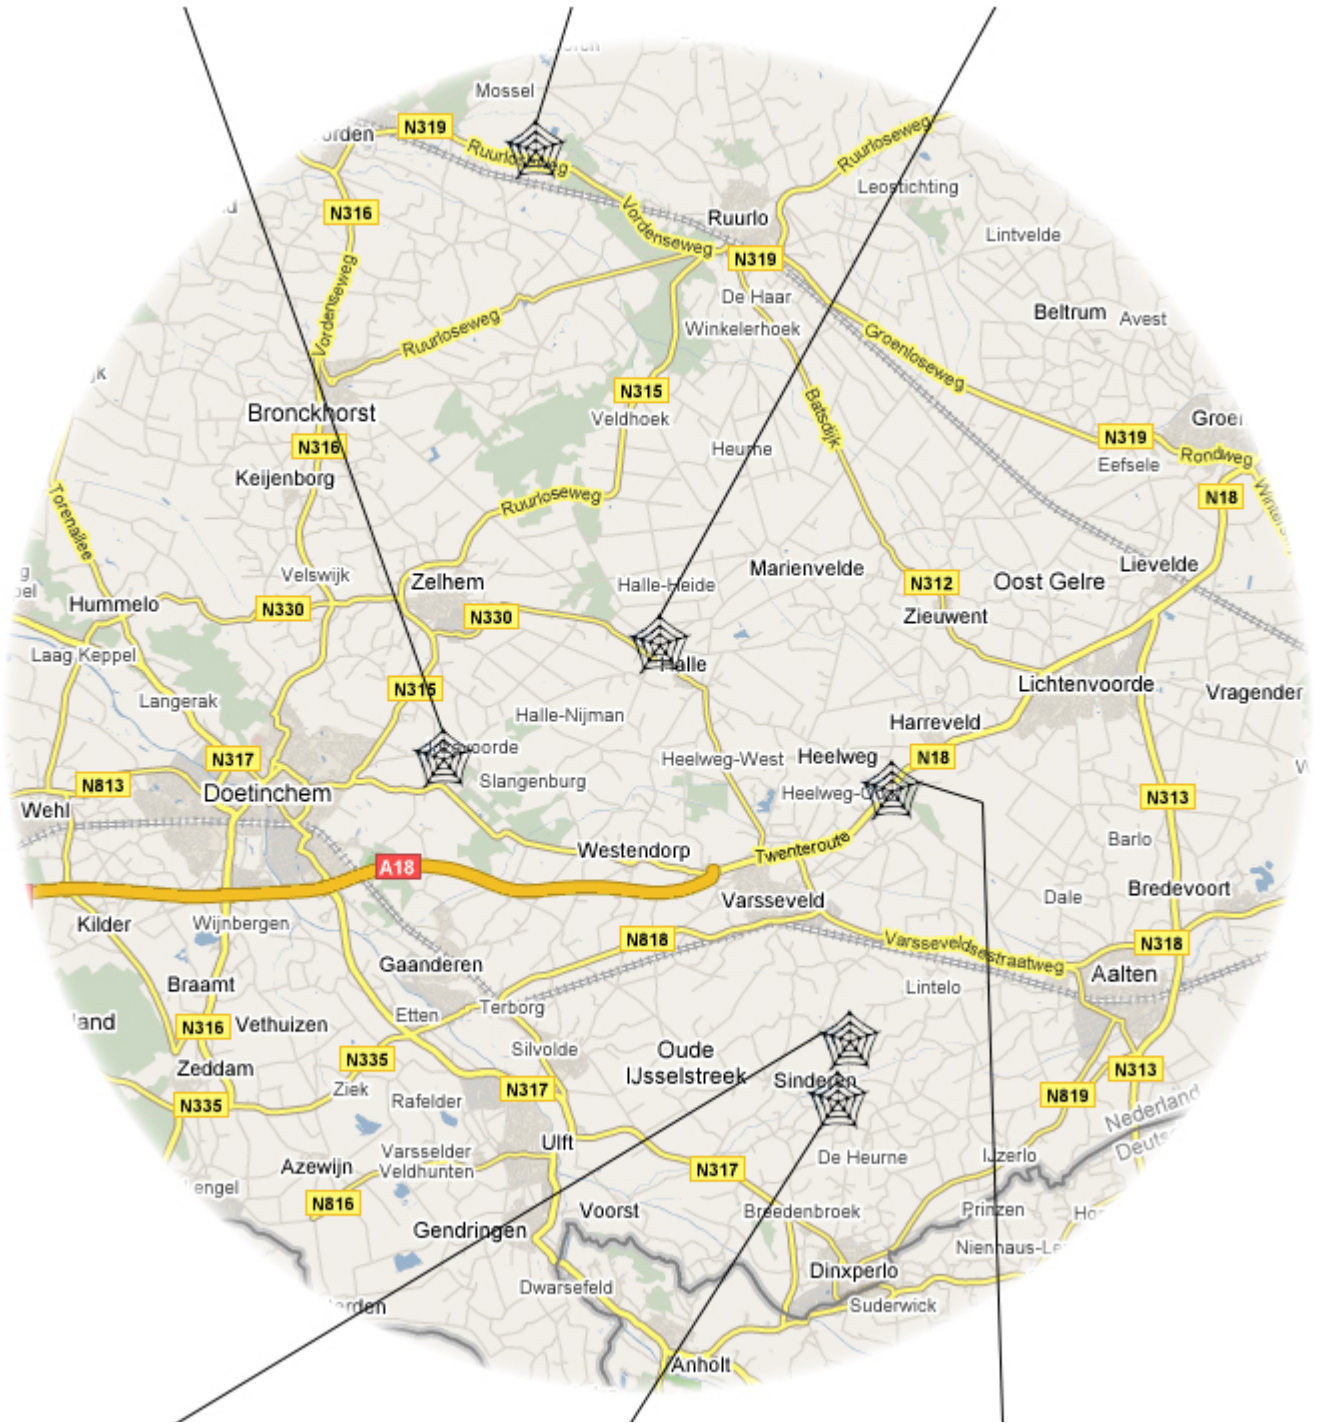 Mossel
N319
Ruurloseweg
Ruurloseweg
Leostichting
N316
Vordenseweg
Ruurlo
Lintvelde
N319
De Haar
Vordenseweg
Ruurloseweg
Winkelerhoek
Beltrum
Avest
Groenloseweg
N315
Veldhoek
Batsdijk
Bronckhorst
N316
Keijenborg
Heurne
N319
Eefsele
Rondweg
N18
Torenallee
Ruurloseweg
Velswijk
Zelhem
Halle-Heide
Marienvelde
N312
Oost Gelre
Lievelde
Hummelo
N330
N330
Zieuwent
Laag Keppel
Halle
Lichtenvoorde
Vragender
Langerak
N315
Halle-Nijman
Harreveld
N317
Slangenburg
Heelweg-West
Heelweg
N18
N813
Doetinchem
N313
Wehl
Westendorp
Twenteroute
Barlo
A18
Varsseveld
Dale
Bredevoort
Kilder
Wijnbergen
N818
Varsseveldsestraatweg
N318
Gaanderen
Aalten
Braamt
Lintelo
Etten
Terborg
N316
Vethuizen
Silvolde
Oude
IJsselstreek
N335
Zeddam
Ziek
N317
Sinderen
N313
N335
Rafelder
N819
Nederland
Ulft
Varsselder
Veldhunten
De Heurne
IJzerlo
Azewijn
N317
N816
Voorst
Breedenbroek
Prinzen
Gendringen
Dinxperlo
Dwarsefeld
Suderwick
Anholt